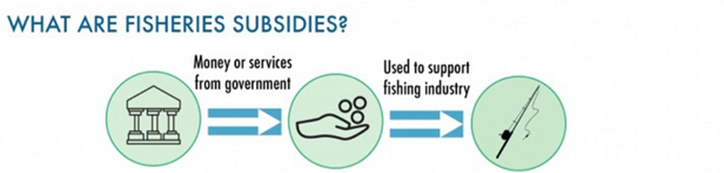 WHAT ARE FISHERIES SUBSIDIES?
Money or services
from government
Used to support
fishing industry